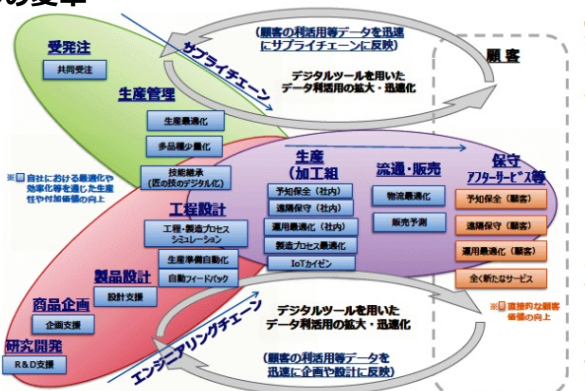 の変革
受発注
共同受注
サプライチェーン
（顧客の利活用等データを迅速
にサプライチェーンに反映）
デジタルツールを用いた
データ利活用の拡大・迅速化
顧客
生産管理
生産最適化
多品種少量化
技能継承
（匠の技のデジタル化）
※ 自社における最適化や
効率化等を通じた生産
性や付加価値の向上
生産
（加工組
予知保全（社内）
遠隔保守（社内）
運用最適化（社内）
製造プロセス最適化
IoTカイゼン
流通・販売
物流最適化
販売予測
保守
アフターサービス等
予知保全（顧客）
遠隔保守（顧客）
運用最適化（顧客）
全く新たなサービス
※ 直接的な顧客
価値の向上
工程設計
工程・製造プロセス
シミュレーション
生産準備自動化
自動フィードバック
製品設計
設計支援
商品企画
企画支援
研究開発
R&D支援
エンジニアリングチェーン
デジタルツールを用いた
データ利活用の拡大・迅速化
（顧客の利活用等データを
迅速に企画や設計に反映）